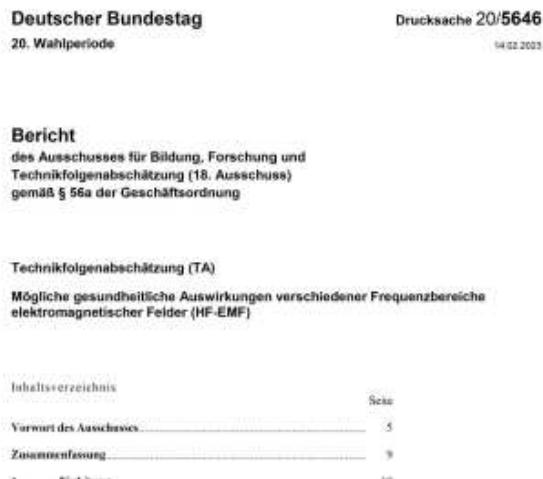 Deutscher Bundestag
Drucksache 20/5646
20. Wahlperiode
14.02.2023
Bericht
des Ausschusses für Bildung, Forschung und
Technikfolgenabschätzung (18. Ausschuss)
gemäß § 56a der Geschäftsordnung
Technikfolgenabschätzung (TA)
Mögliche gesundheitliche Auswirkungen verschiedener Frequenzbereiche
elektromagnetischer Felder (HF-EMF)
Inhaltsverzeichnis
Seite
Vorwort des Ausschusses 5
Zusammenfassung 9